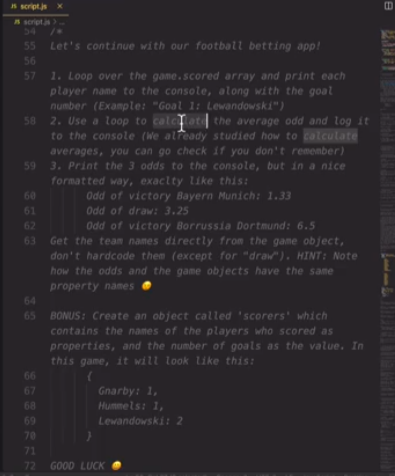 script.js ×
script.js > ...
54 /*
55 Let's continue with our football betting app!
56
57 1. Loop over the game.scored array and print each
player name to the console, along with the goal
number (Example: "Goal 1: Lewandowski")
58 2. Use a loop to calculate the average odd and log it
to the console (We already studied how to calculate
averages, you can go check if you don't remember)
59 3. Print the 3 odds to the console, but in a nice
formatted way, exaclty like this:
60 Odd of victory Bayern Munich: 1.33
61 Odd of draw: 3.25
62 Odd of victory Borrussia Dortmund: 6.5
63 Get the team names directly from the game object,
don't hardcode them (except for "draw"). HINT: Note
how the odds and the game objects have the same
property names 😉
64
65 BONUS: Create an object called 'scorers' which
contains the names of the players who scored as
properties, and the number of goals as the value. In
this game, it will look like this:
66 {
67 Gnarby: 1,
68 Hummels: 1,
69 Lewandowski: 2
70 }
71
72 GOOD LUCK 😀